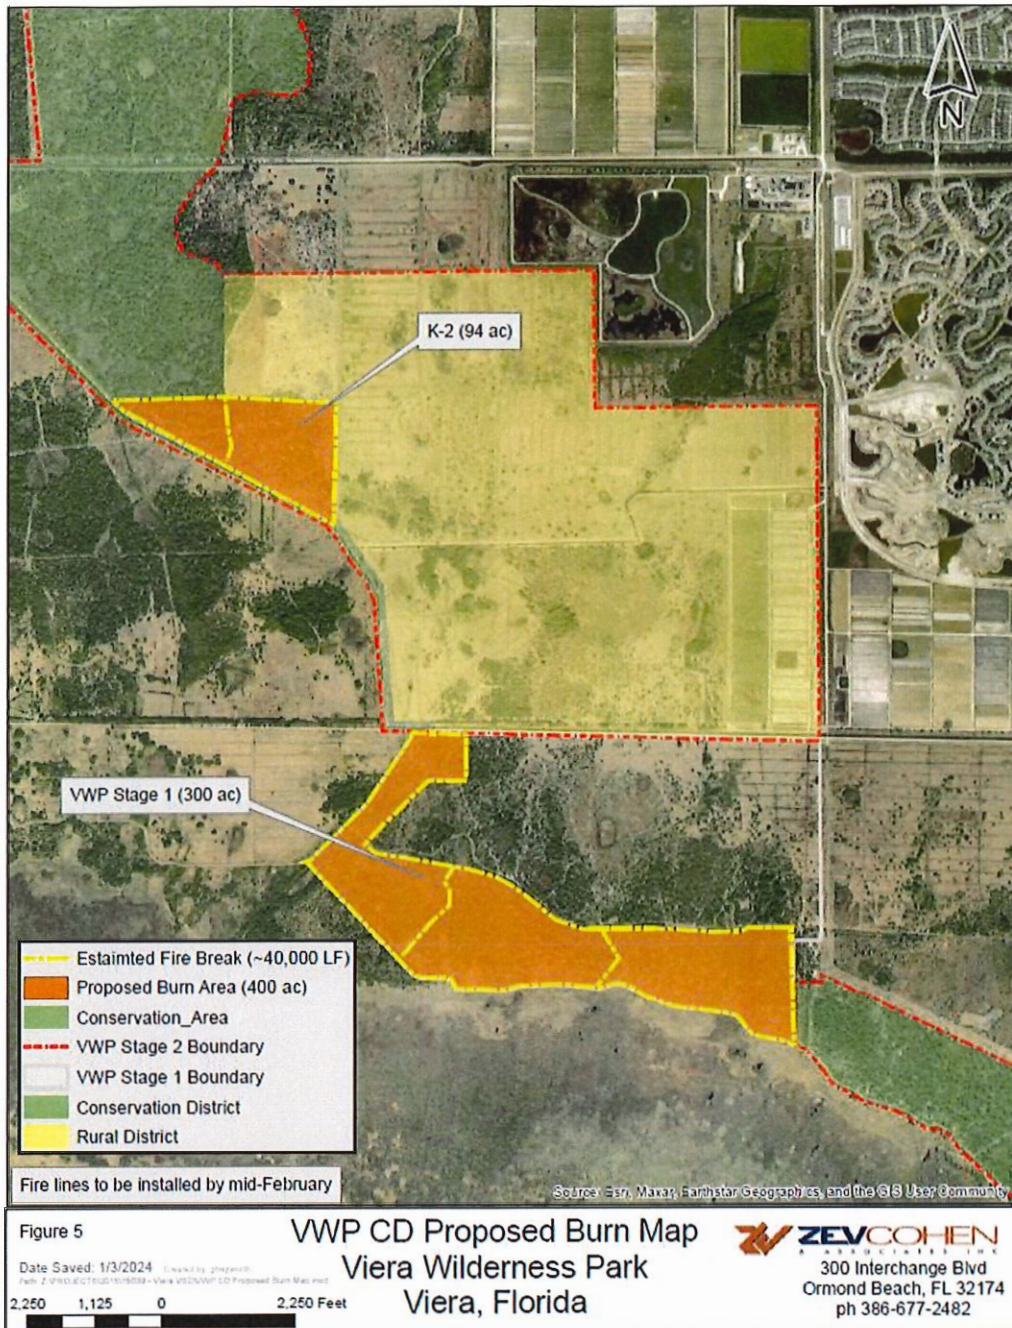 N
K-2 (94 ac)
VWP Stage 1 (300 ac)
Estaimted Fire Break (~40,000 LF)
Proposed Burn Area (400 ac)
Conservation_Area
VWP Stage 2 Boundary
VWP Stage 1 Boundary
Conservation District
Rural District
Fire lines to be installed by mid-February
Source: Esri, Maxar, Earthstar Geographics, and the GIS User Community
Figure 5
Date Saved: 1/3/2024
2,250 1,125 0 2,250 Feet
VWP CD Proposed Burn Map
Viera Wilderness Park
Viera, Florida
ZEVCOHEN
& ASSOCIATES INC
300 Interchange Blvd
Ormond Beach, FL 32174
ph 386-677-2482